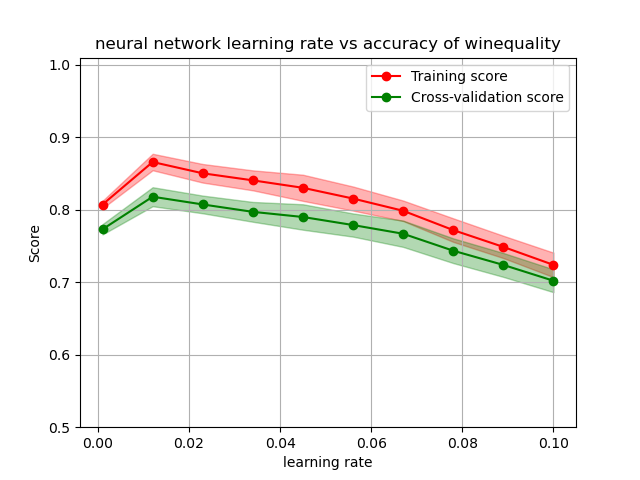 neural network learning rate vs accuracy of winequality
Training score
Cross-validation score
1.0
0.9
0.8
0.7
0.6
0.5
Score
0.00 0.02 0.04 0.06 0.08 0.10
learning rate